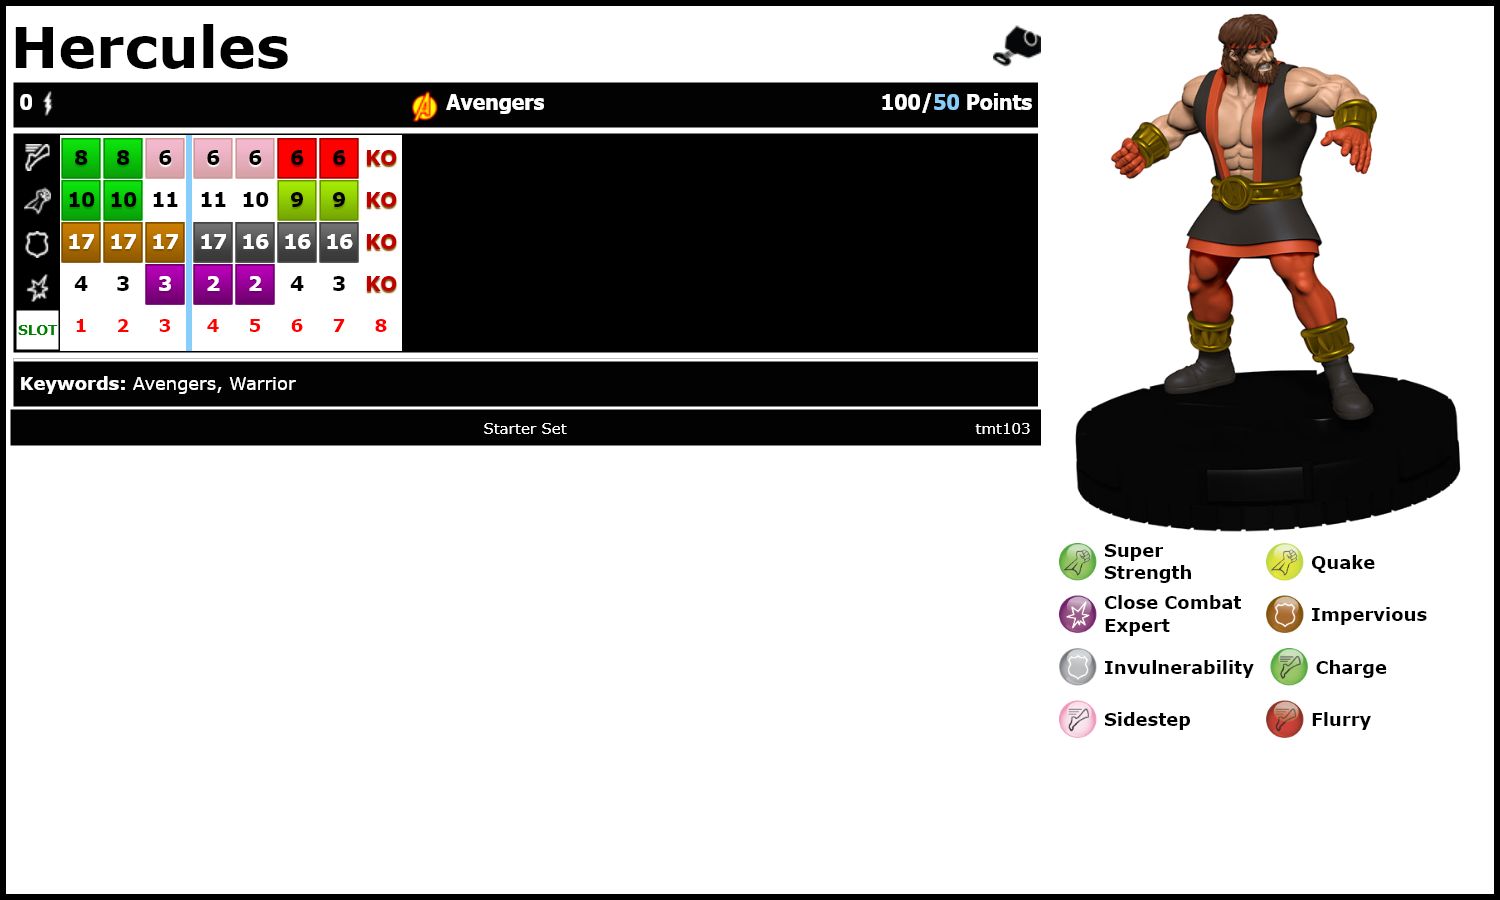 Hercules
0 Avengers 100/50 Points
8 8 6 6 6 6 6 KO
10 10 11 11 10 9 9 KO
17 17 17 17 16 16 16 KO
4 3 3 2 2 4 3 KO
SLOT 1 2 3 4 5 6 7 8
Keywords: Avengers, Warrior
Starter Set tmt103
Super
Strength
Quake
Close Combat
Expert
Impervious
Invulnerability
Charge
Sidestep
Flurry